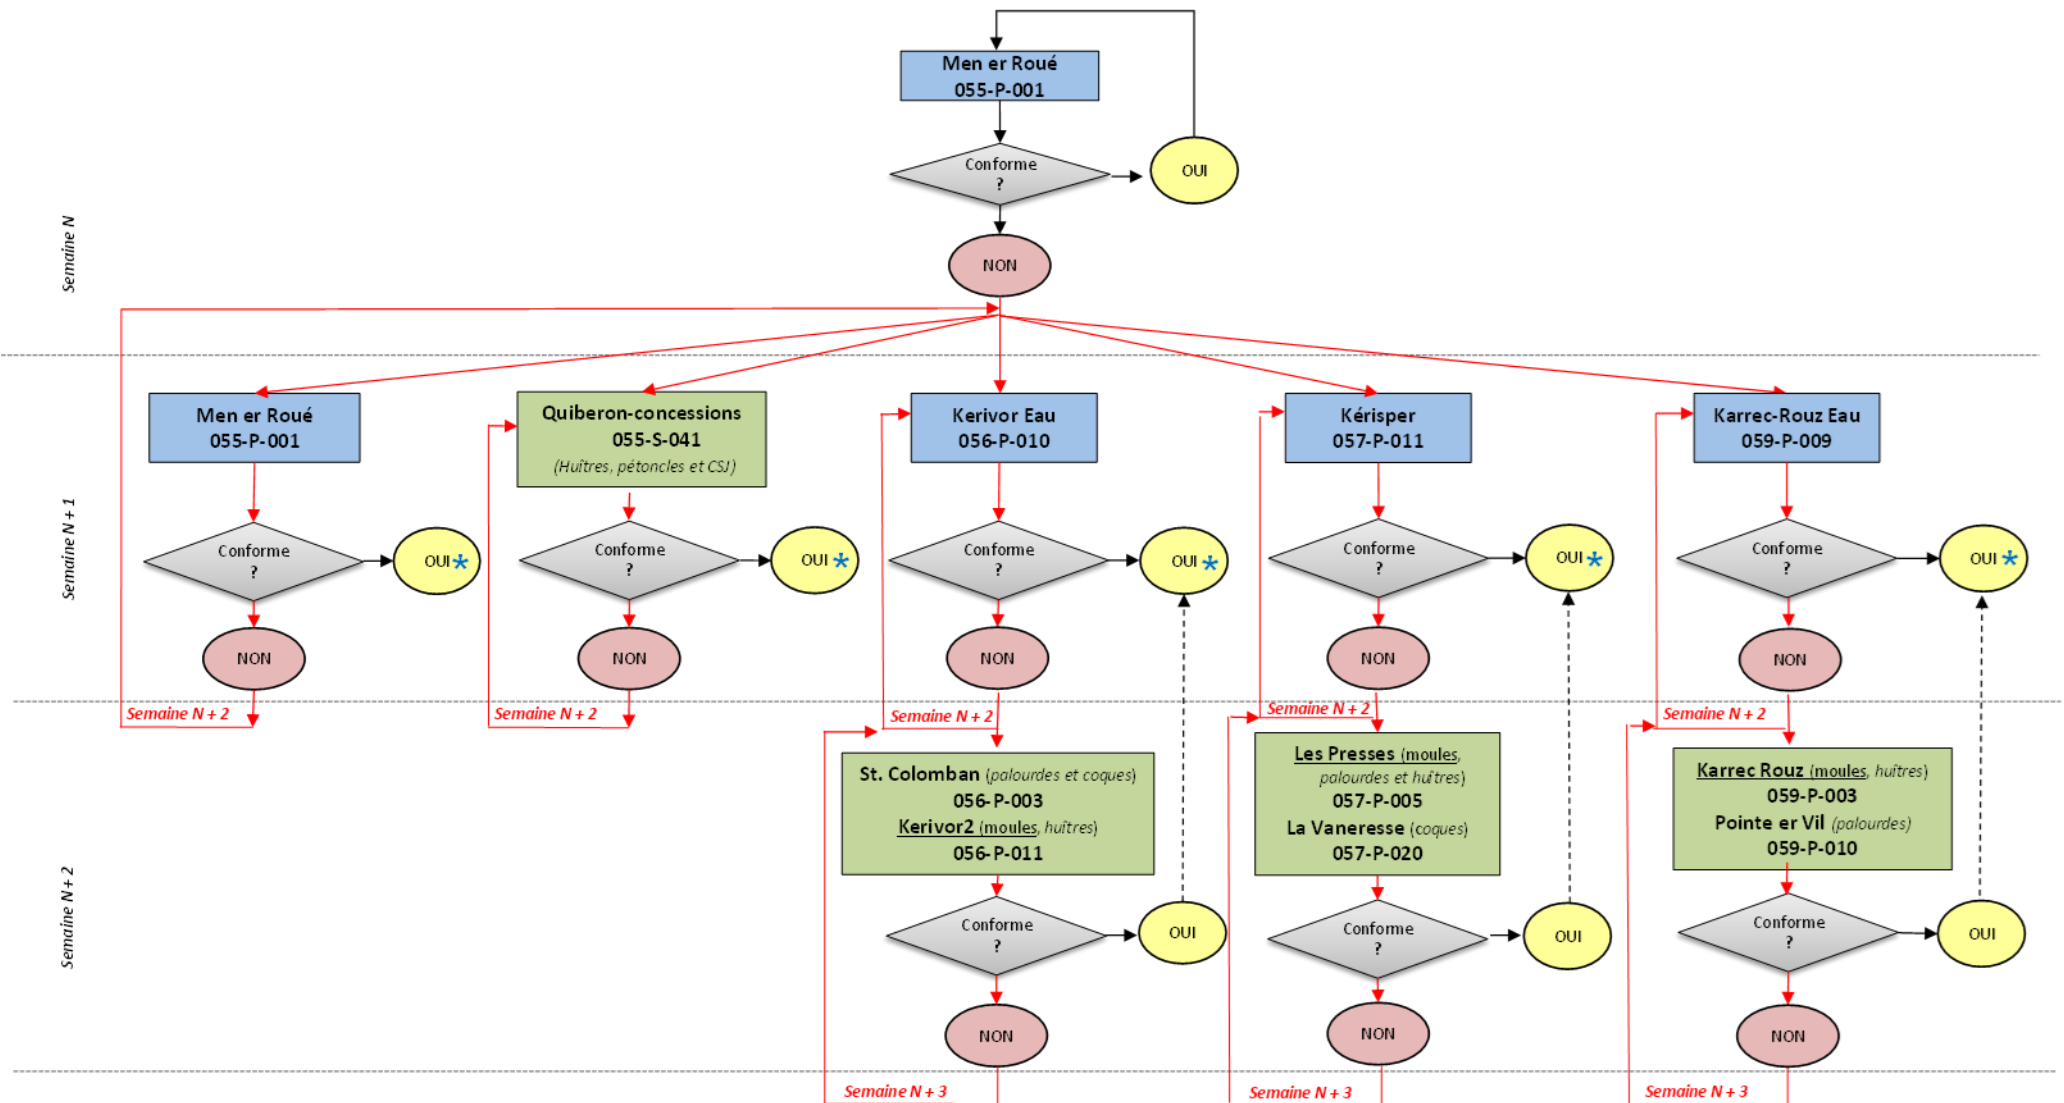 Men er Roué
055-P-001
Conforme
?
OUI
NON
Semaine N
Men er Roué
055-P-001
Conforme
?
OUI*
NON
Semaine N + 2
Quiberon-concessions
055-S-041
(Huîtres, pétoncles et CSJ)
Conforme
?
OUI*
NON
Semaine N + 2
Kerivor Eau
056-P-010
Conforme
?
OUI*
NON
Semaine N + 2
Kérisper
057-P-011
Conforme
?
OUI*
NON
Semaine N + 2
Karrec-Rouz Eau
059-P-009
Conforme
?
OUI*
NON
Semaine N + 2
Semaine N + 1
St. Colomban (palourdes et coques)
056-P-003
Kerivor2 (moules, huîtres)
056-P-011
Conforme
?
OUI
NON
Semaine N + 3
Les Presses (moules,
palourdes et huîtres)
057-P-005
La Vaneresse (coques)
057-P-020
Conforme
?
OUI
NON
Semaine N + 3
Karrec Rouz (moules, huîtres)
059-P-003
Pointe er Vil (palourdes)
059-P-010
Conforme
?
OUI
NON
Semaine N + 3
Semaine N + 2